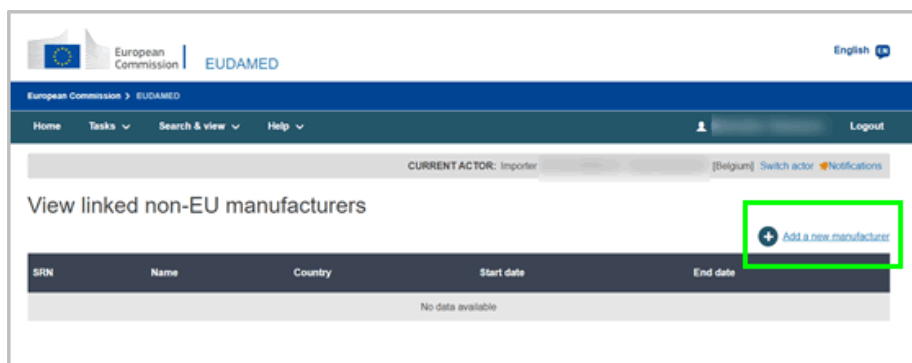 European
Commission
EUDAMED
English EN
European Commission > EUDAMED
Home Tasks Search & view Help Logout
CURRENT ACTOR: Importer [Belgium] Switch actor Notifications
View linked non-EU manufacturers
Add a new manufacturer
SRN Name Country Start date End date
No data available